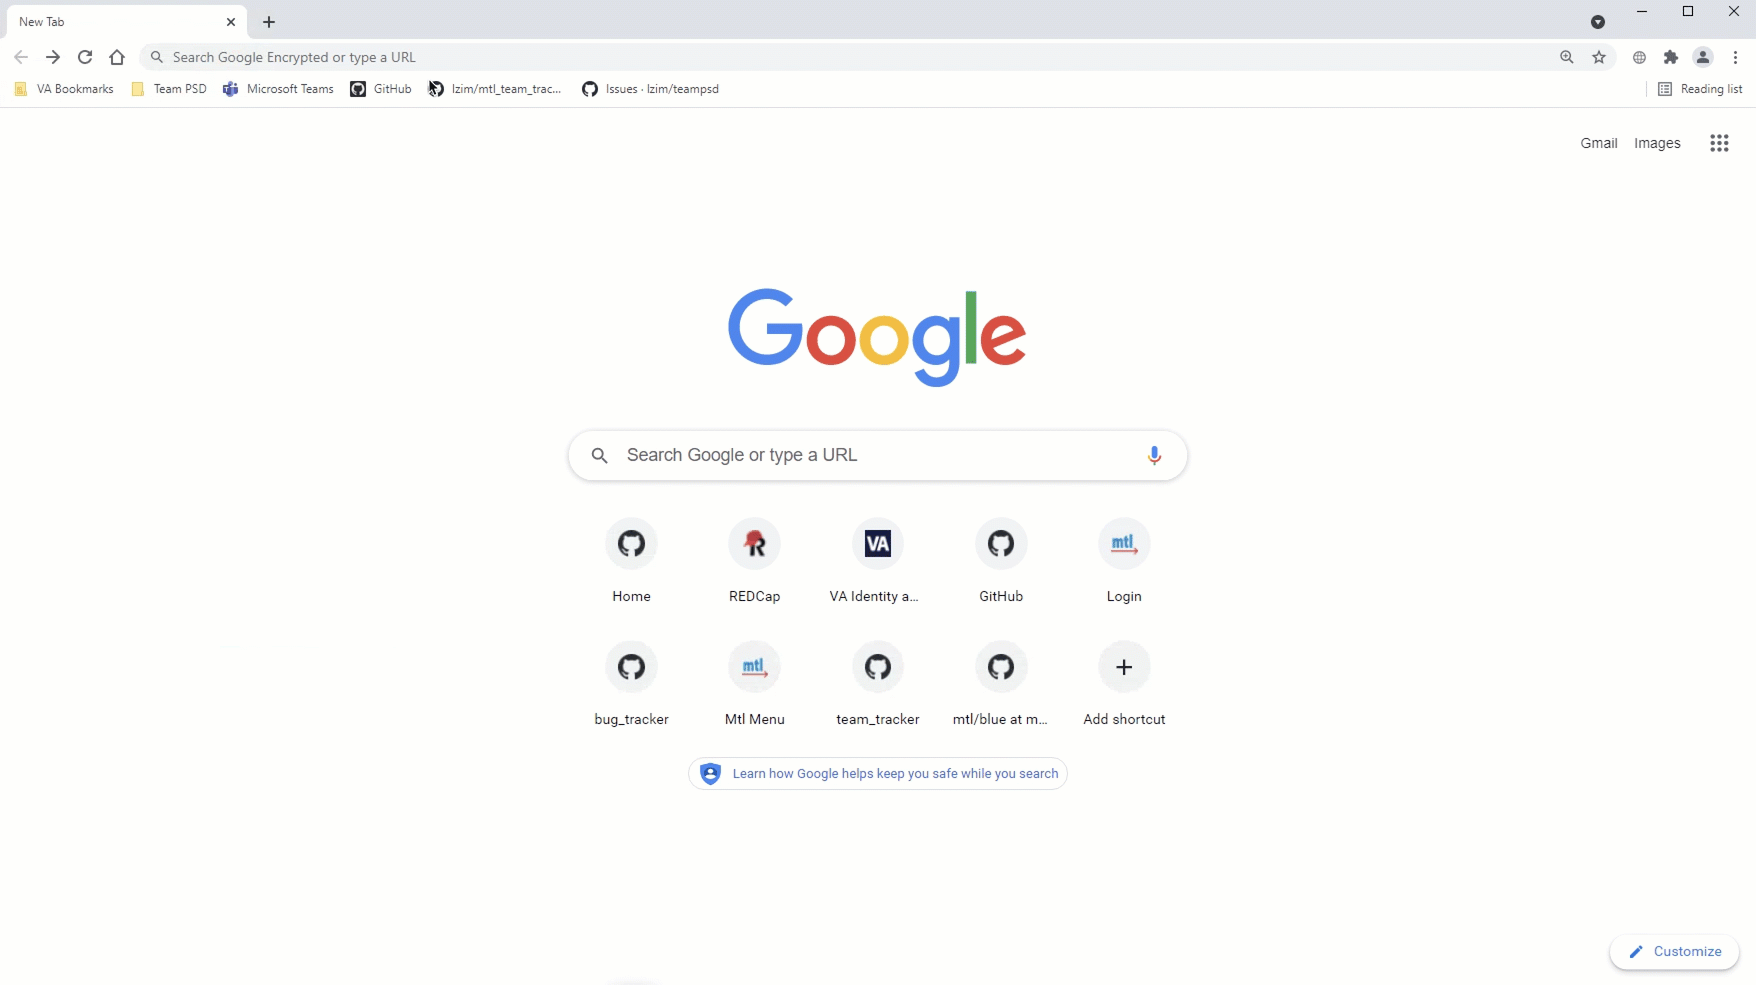 New Tab
Search Google Encrypted or type a URL
VA Bookmarks
Team PSD
Microsoft Teams
GitHub
lzim/mtl_team_trac...
Issues · lzim/teampsd
Reading list
Gmail
Images
Google
Search Google or type a URL
Home
R
REDCap
VA
VA Identity a...
GitHub
mtl
Login
bug_tracker
mtl
Mtl Menu
team_tracker
mtl/blue at m...
Add shortcut
Learn how Google helps keep you safe while you search
Customize